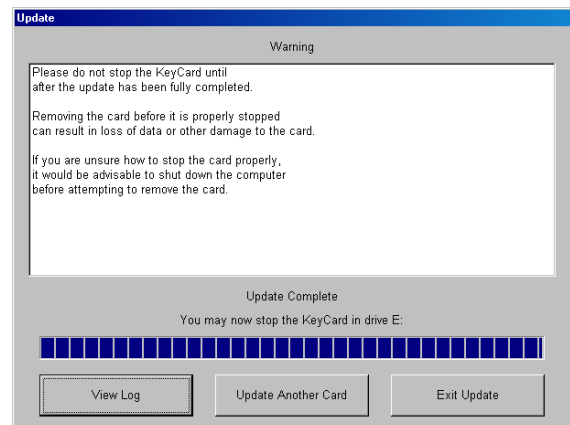 Update
Warning
Please do not stop the KeyCard until
after the update has been fully completed.
Removing the card before it is properly stopped
can result in loss of data or other damage to the card.
If you are unsure how to stop the card properly,
it would be advisable to shut down the computer
before attempting to remove the card.
Update Complete
You may now stop the KeyCard in drive E:
View Log
Update Another Card
Exit Update